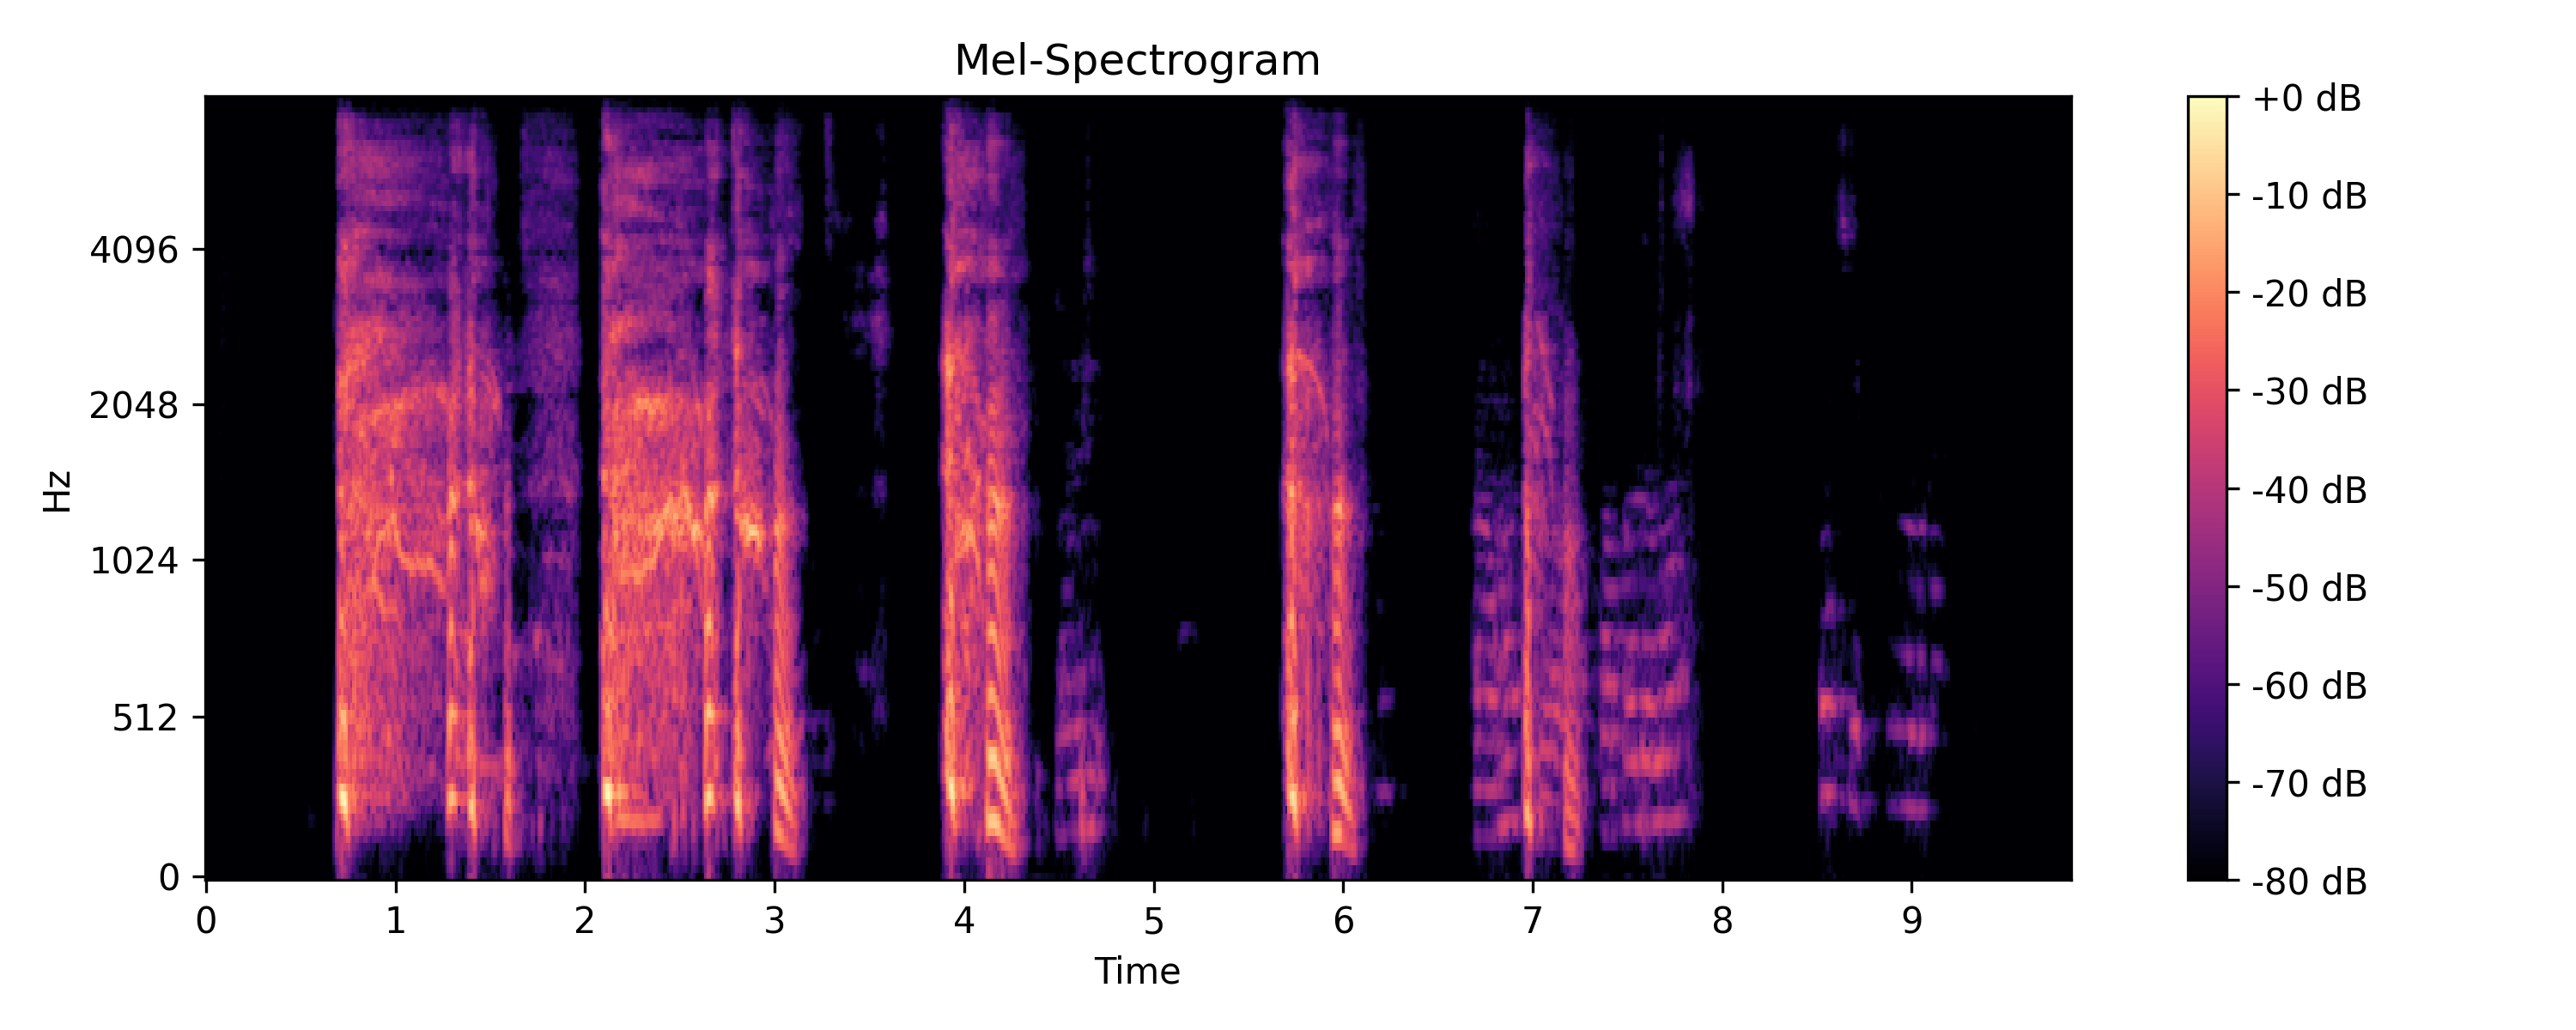 Mel-Spectrogram
+0 dB
-10 dB
-20 dB
-30 dB
-40 dB
-50 dB
-60 dB
-70 dB
-80 dB
Hz
4096
2048
1024
512
0
0 1 2 3 4 5 6 7 8 9
Time